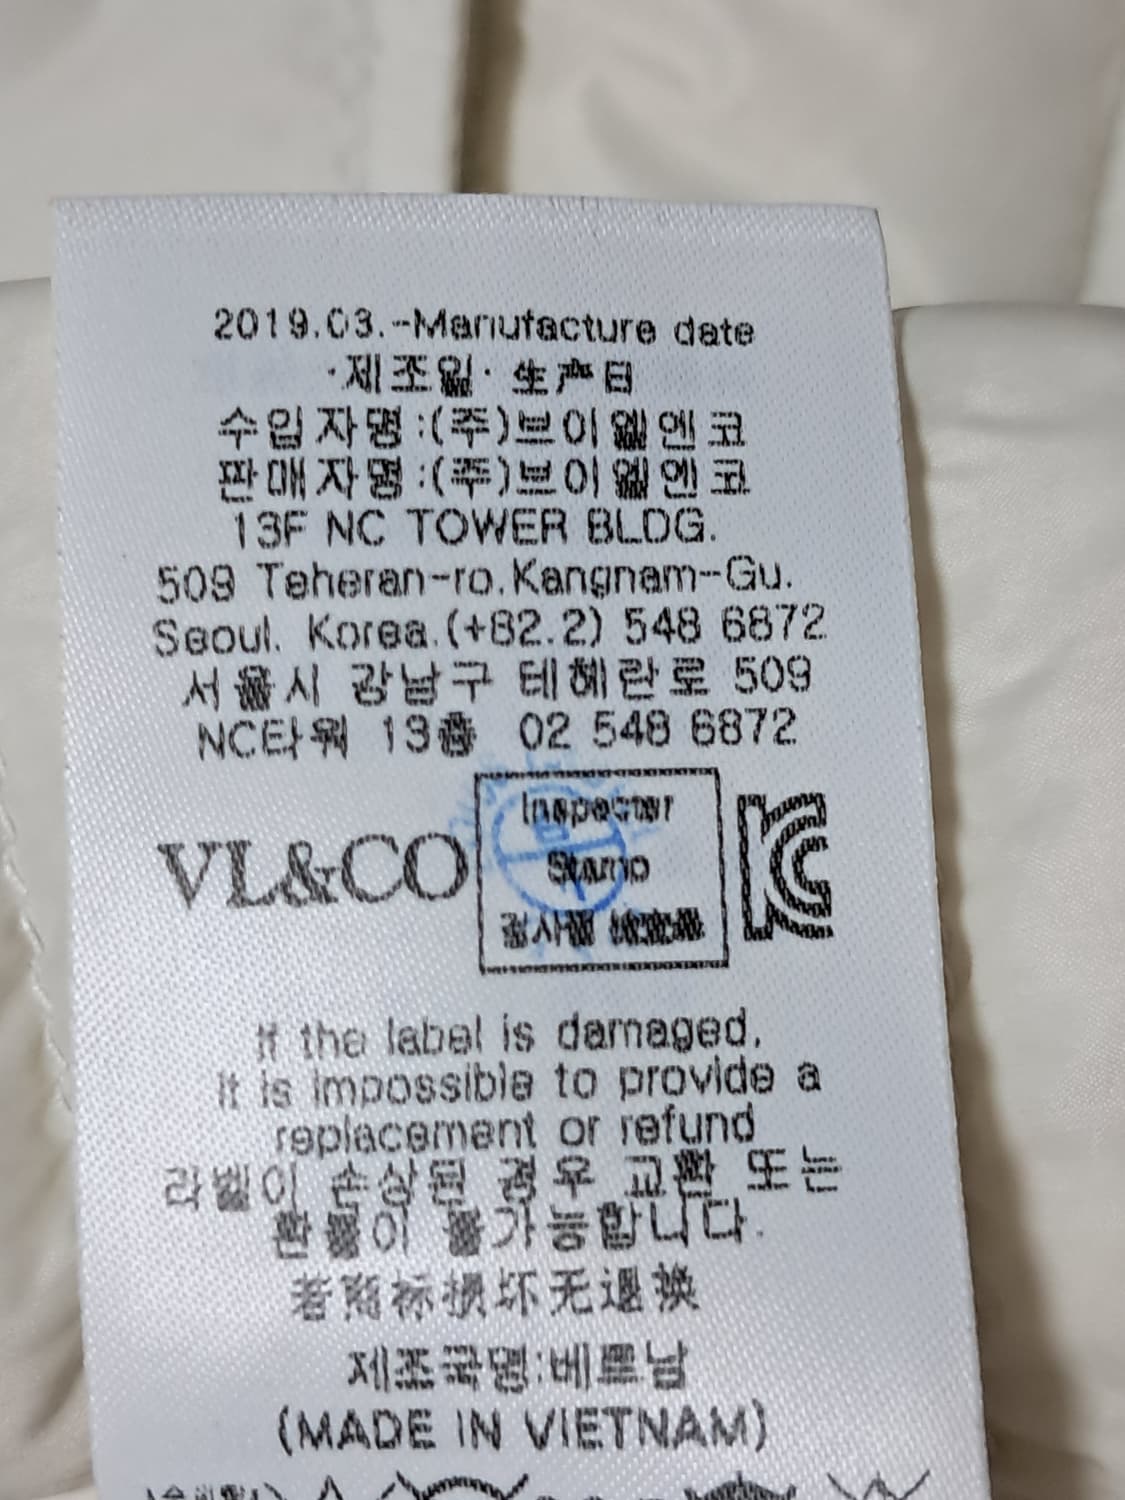 2019.03.-Manufacture date
·제조일· 生产日
수입자명:(주)브이엘엔코
판매자명:(주)브이엘엔코
13F NC TOWER BLDG.
509 Teheran-ro.Kangnam-Gu.
Seoul. Korea.(+82.2) 548 6872
서울시 강남구 테헤란로 509
NC타워 13층 02 548 6872
VL&CO
Inspecter
Stamp
KC
If the label is damaged,
It is impossible to provide a
replacement or refund
라벨이 손상된 경우 교환 또는
환불이 불가능합니다.
若商标损坏无退换
제조국명:베트남
(MADE IN VIETNAM)